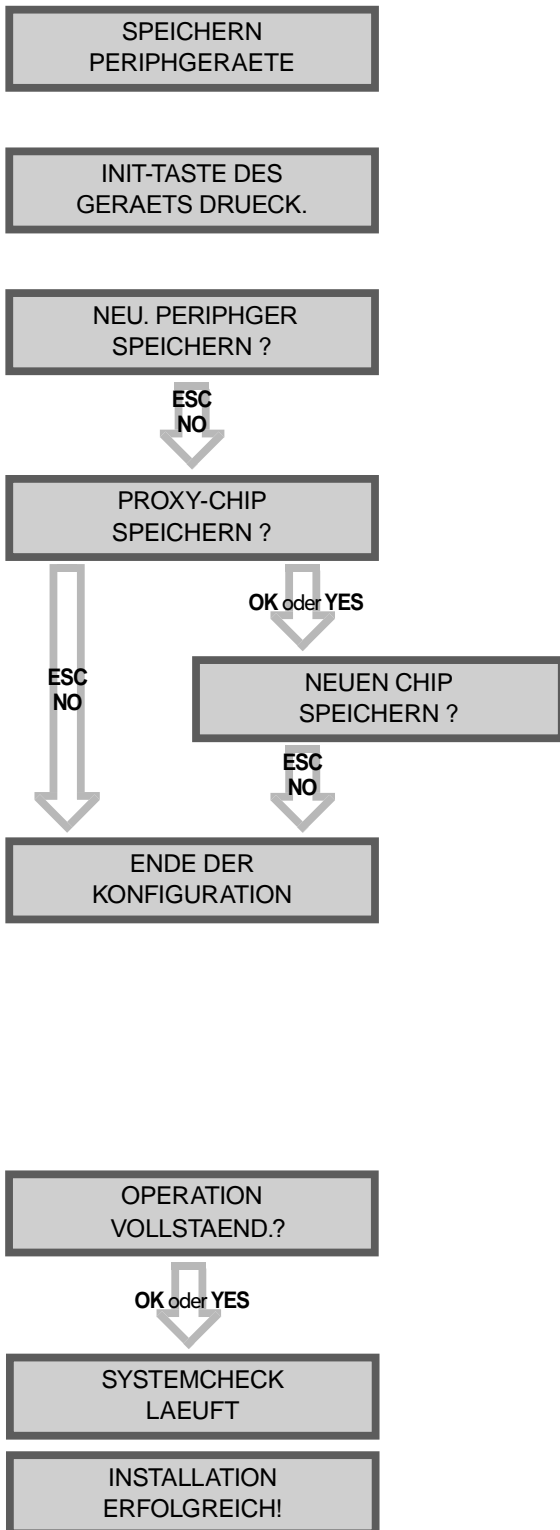 SPEICHERN
PERIPHGERAETE
INIT-TASTE DES
GERAETS DRUECK.
NEU. PERIPHGER
SPEICHERN ?
ESC
NO
PROXY-CHIP
SPEICHERN ?
OK oder YES
ESC
NO
NEUEN CHIP
SPEICHERN ?
ESC
NO
ENDE DER
KONFIGURATION
OPERATION
VOLLSTAEND.?
OK oder YES
SYSTEMCHECK
LAEUFT
INSTALLATION
ERFOLGREICH!